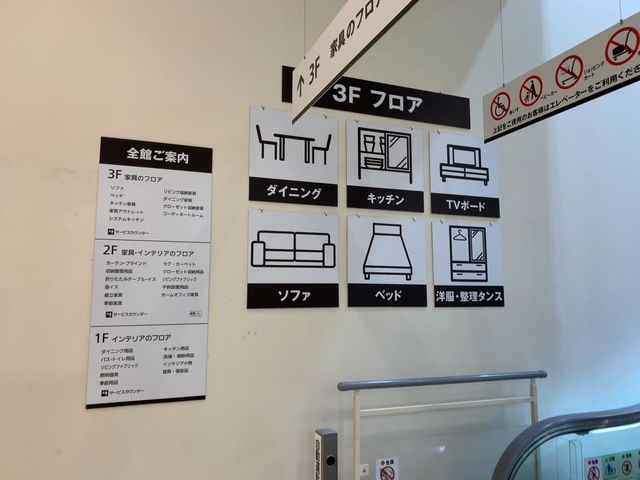 ↑ 3F 家具のフロア
3F フロア
ダイニング
キッチン
TVボード
ソファ
ベッド
洋服・整理タンス
全館ご案内
3F 家具のフロア
ソファ
ベッド
キッチン家具
家具アウトレット
システムキッチン
リビング収納家具
ダイニング家具
クローゼット収納家具
コーディネートルーム
サービスカウンター
2F 家具・インテリアのフロア
カーテン・ブラインド
収納整理用品
折りたたみテーブル・イス
座イス
組立家具
季節家具
ラグ・カーペット
クローゼット収納用品
リビングファブリック
子供部屋用品
ホームオフィス家具
サービスカウンター
1F インテリアのフロア
ダイニング用品
バス・トイレ用品
リビングファブリック
照明器具
季節用品
キッチン用品
洗濯・掃除用品
インテリア小物
寝具・寝装品
サービスカウンター
車いす
ベビーカー
ショッピング
カート
上記をご使用のお客様はエレベーターをご利用くださ